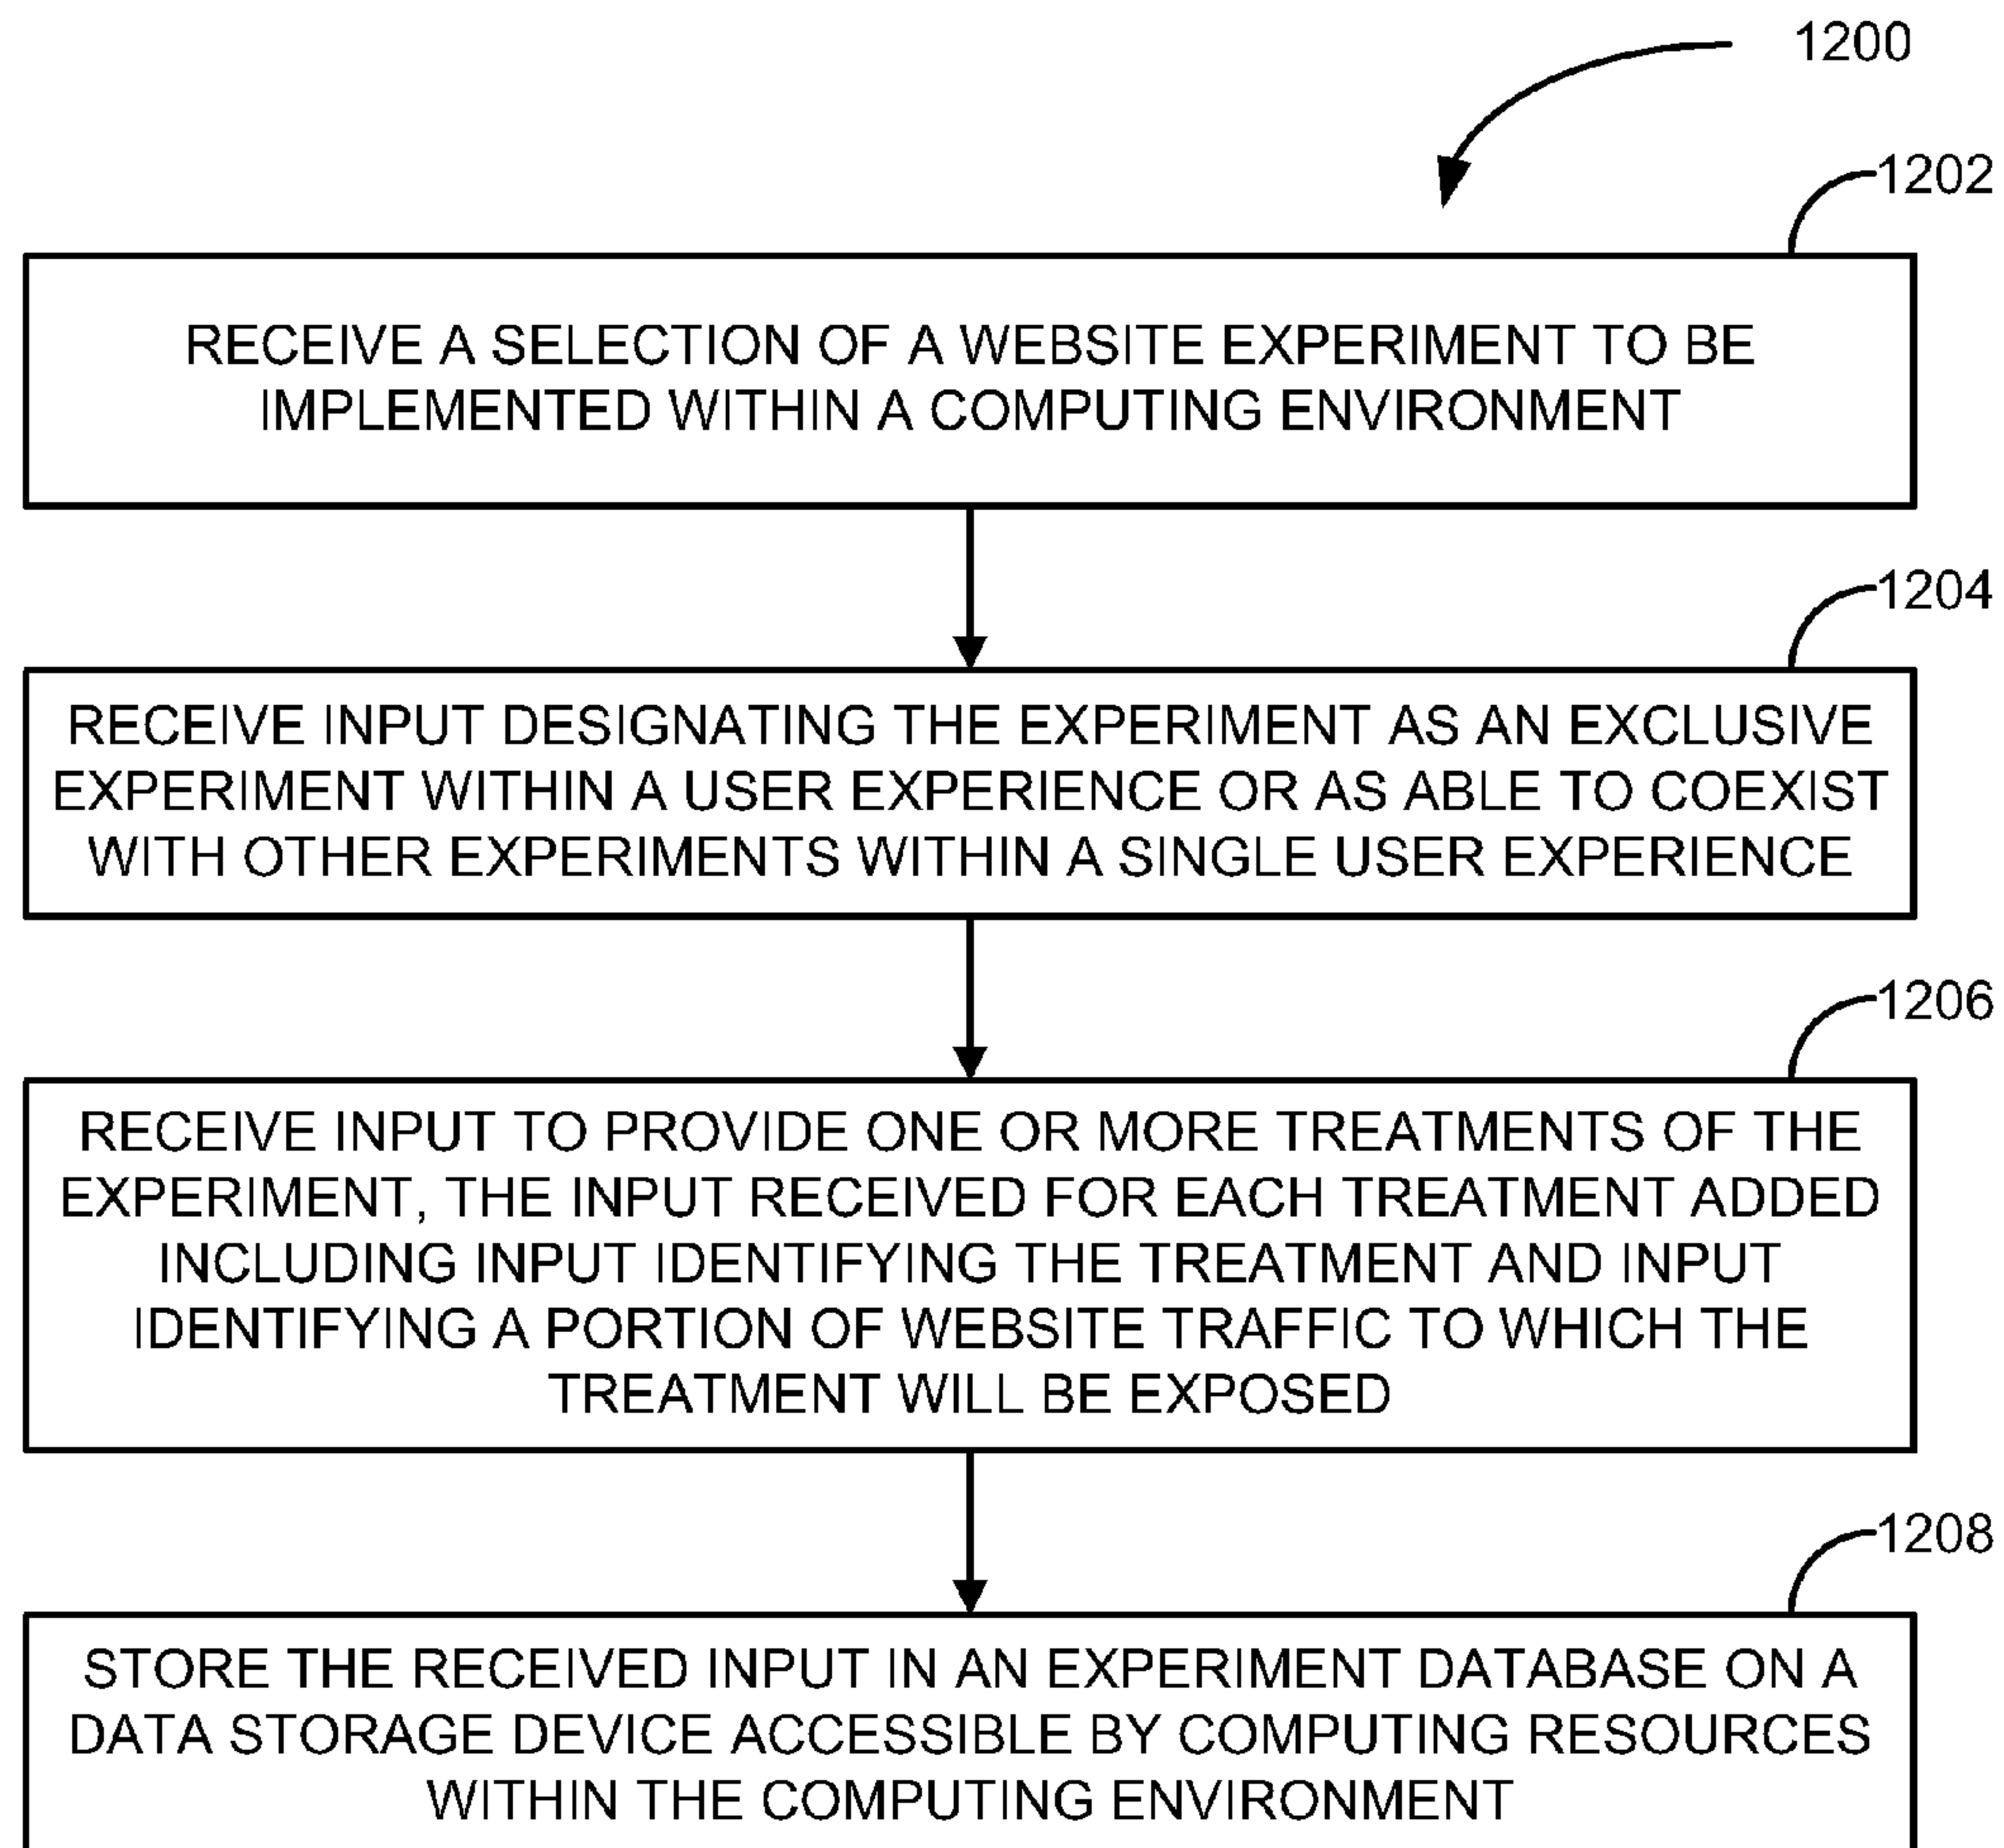 1200
1202
RECEIVE A SELECTION OF A WEBSITE EXPERIMENT TO BE
IMPLEMENTED WITHIN A COMPUTING ENVIRONMENT
1204
RECEIVE INPUT DESIGNATING THE EXPERIMENT AS AN EXCLUSIVE
EXPERIMENT WITHIN A USER EXPERIENCE OR AS ABLE TO COEXIST
WITH OTHER EXPERIMENTS WITHIN A SINGLE USER EXPERIENCE
1206
RECEIVE INPUT TO PROVIDE ONE OR MORE TREATMENTS OF THE
EXPERIMENT, THE INPUT RECEIVED FOR EACH TREATMENT ADDED
INCLUDING INPUT IDENTIFYING THE TREATMENT AND INPUT
IDENTIFYING A PORTION OF WEBSITE TRAFFIC TO WHICH THE
TREATMENT WILL BE EXPOSED
1208
STORE THE RECEIVED INPUT IN AN EXPERIMENT DATABASE ON A
DATA STORAGE DEVICE ACCESSIBLE BY COMPUTING RESOURCES
WITHIN THE COMPUTING ENVIRONMENT